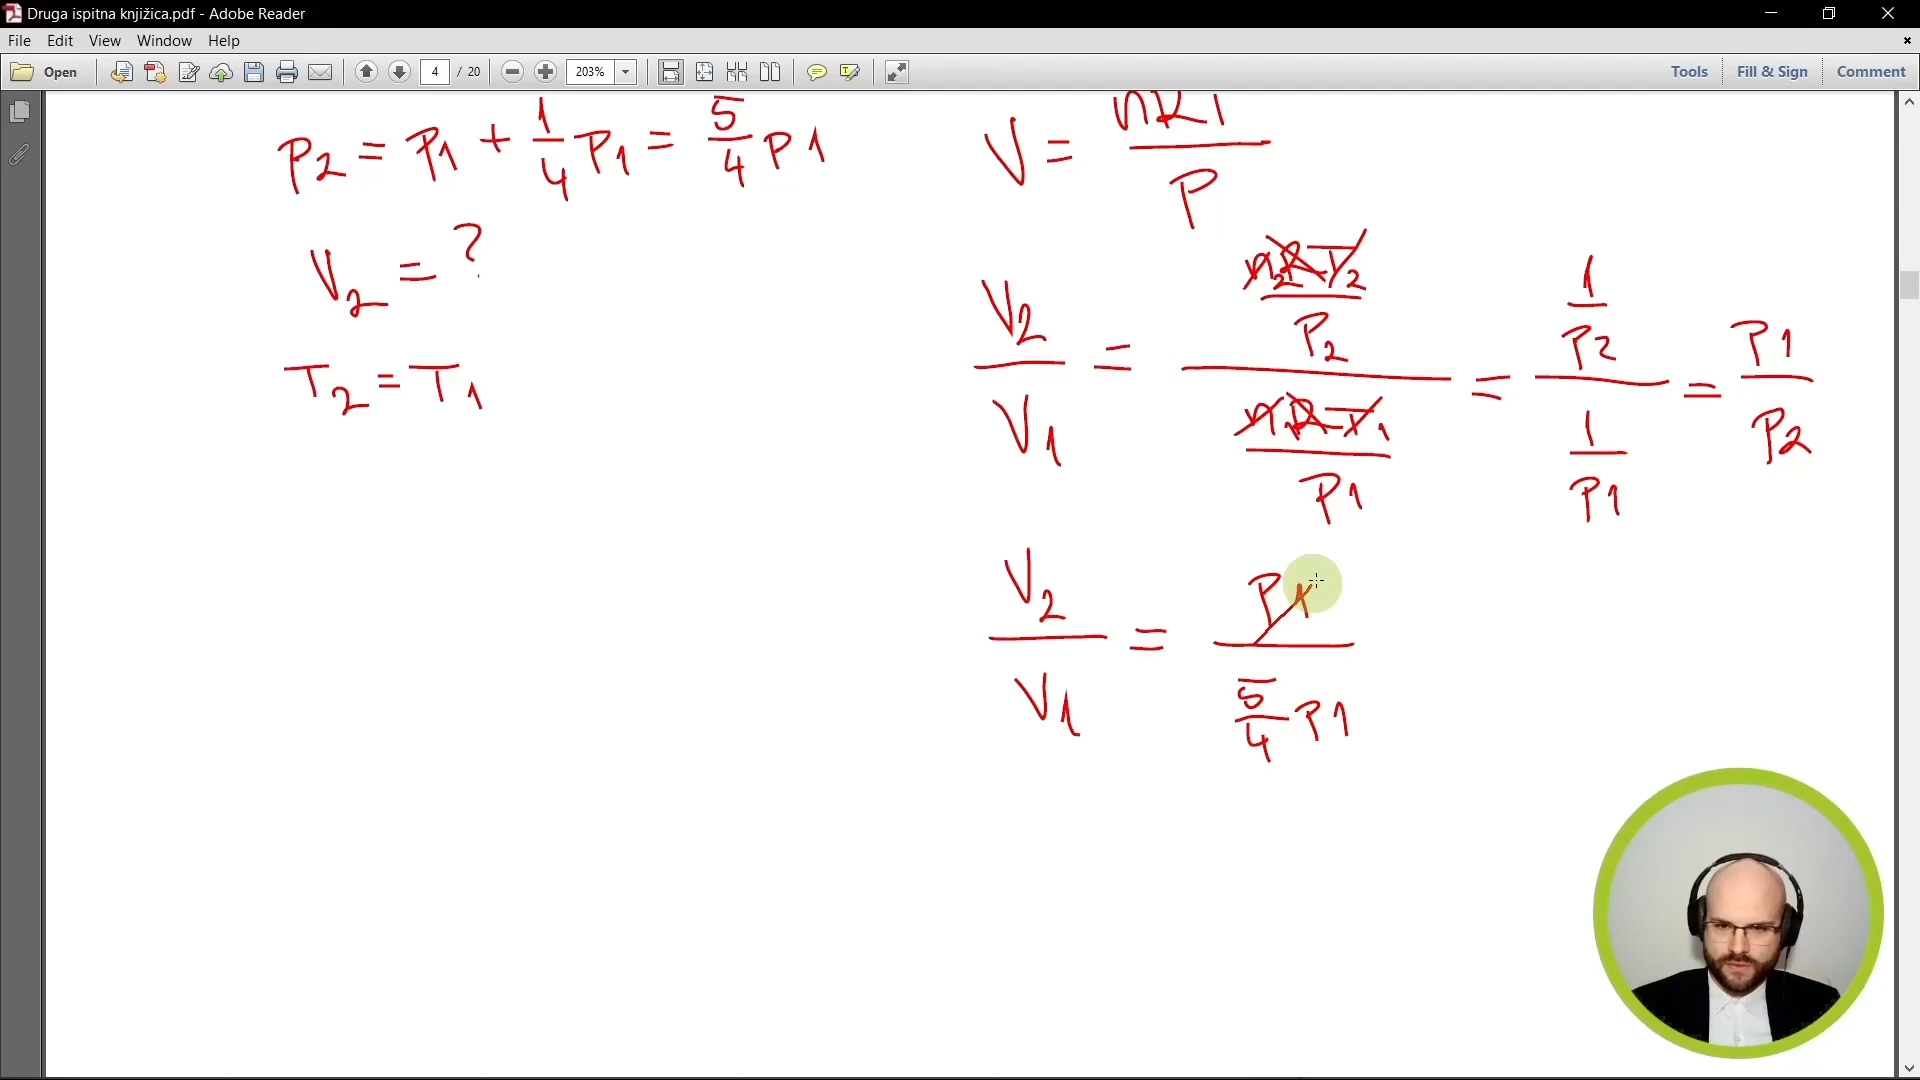 Druga ispitna knjižica.pdf - Adobe Reader
File Edit View Window Help
Open 4 / 20 203% Tools Fill & Sign Comment
p2 = p1 + 1/4 p1 = 5/4 p1
V = nRT/P
V2 = ?
T2 = T1
V2/V1 = (n2RT2/P2)/(n1RT1/P1) = (1/P2)/(1/P1) = P1/P2
V2/V1 = P1/(5/4 P1)